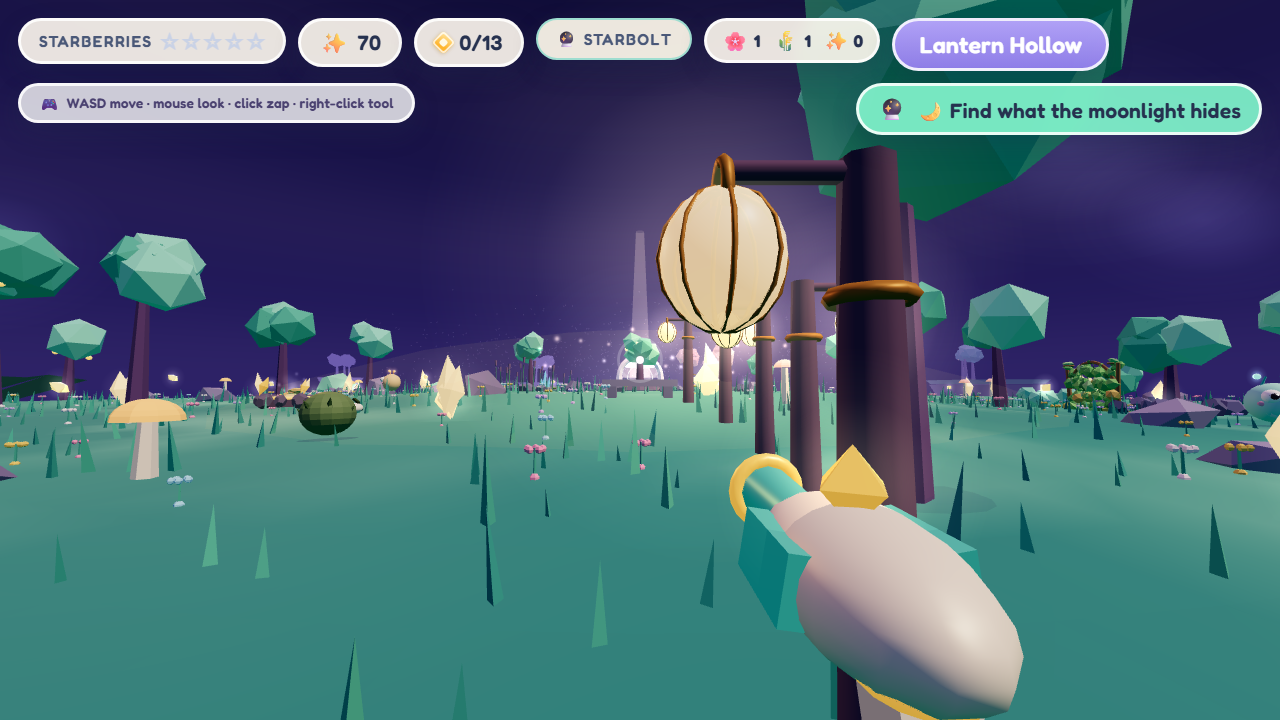 STARBERRIES
70
0/13
STARBOLT
1 1 0
Lantern Hollow
WASD move · mouse look · click zap · right-click tool
Find what the moonlight hides